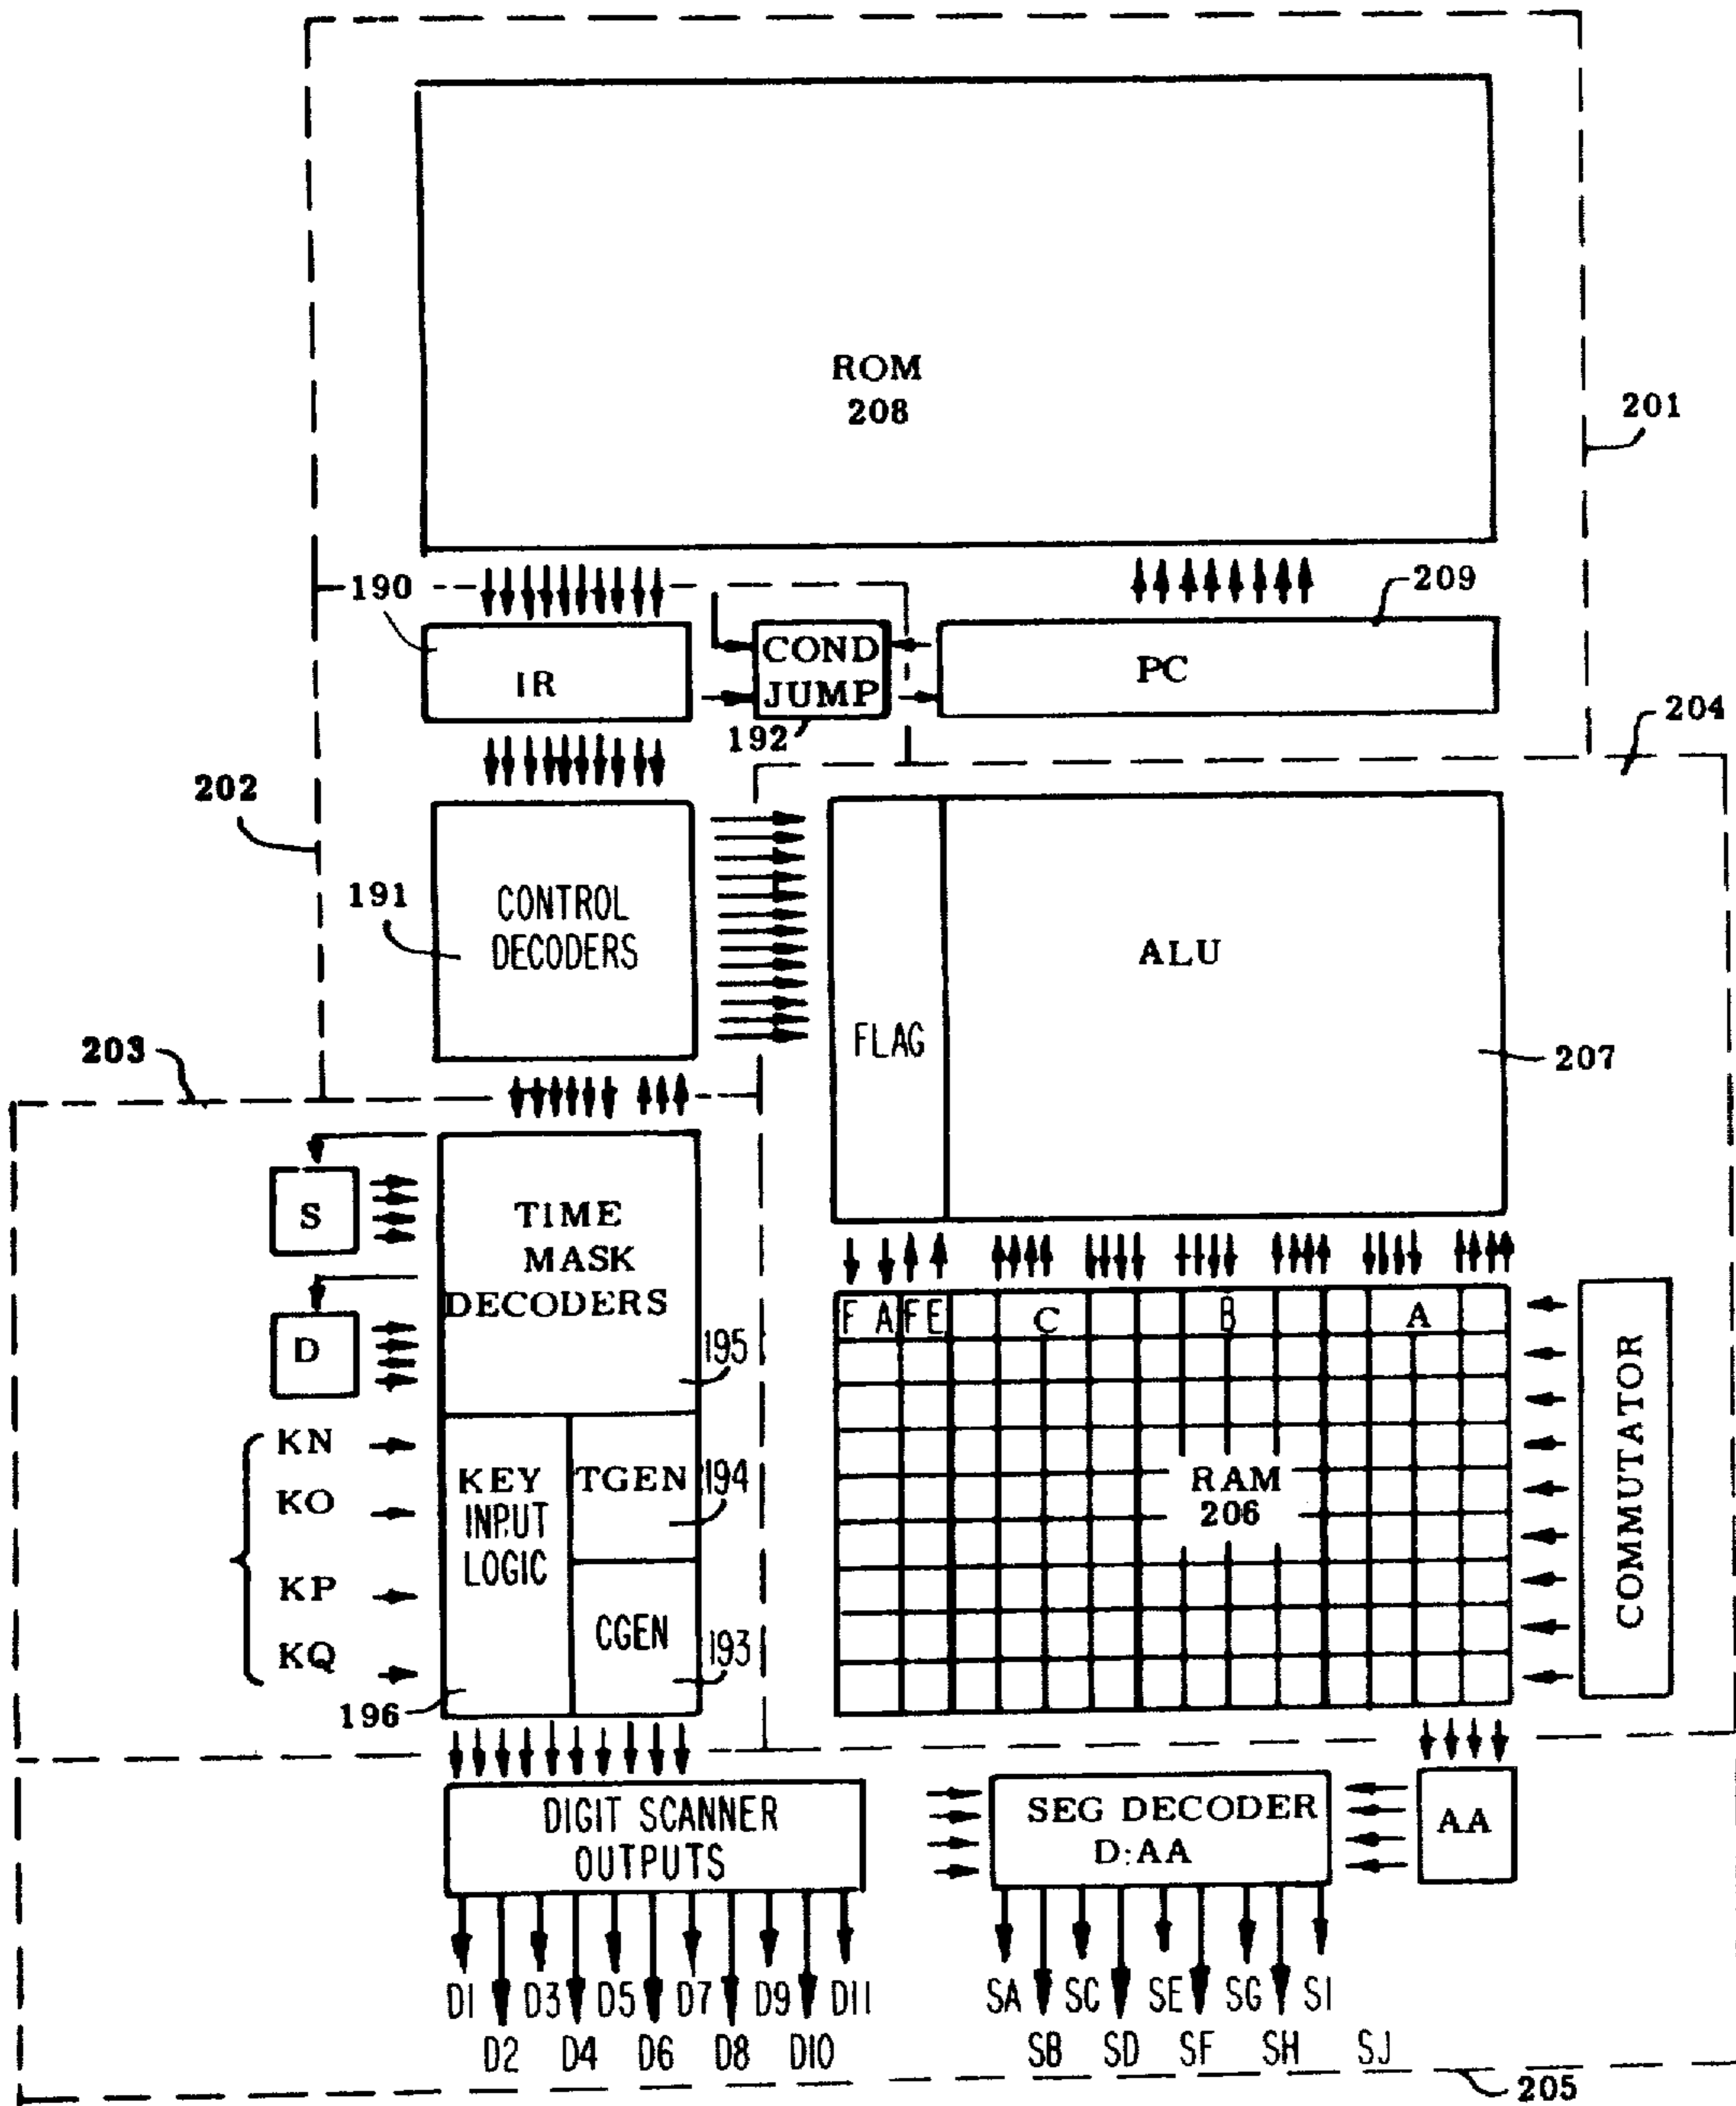 ROM
208
201
190
209
IR
COND
JUMP
192
PC
204
202
191
CONTROL
DECODERS
FLAG
ALU
207
203
S
TIME
MASK
DECODERS
D
195
F A F E C B A
KN
KO
KP
KQ
KEY
INPUT
LOGIC
TGEN
194
CGEN
193
196
RAM
206
COMMUTATOR
DIGIT SCANNER
OUTPUTS
SEG DECODER
D:AA
AA
D1 D3 D5 D7 D9 D11
D2 D4 D6 D8 D10
SA SC SE SG SI
SB SD SF SH SJ
205